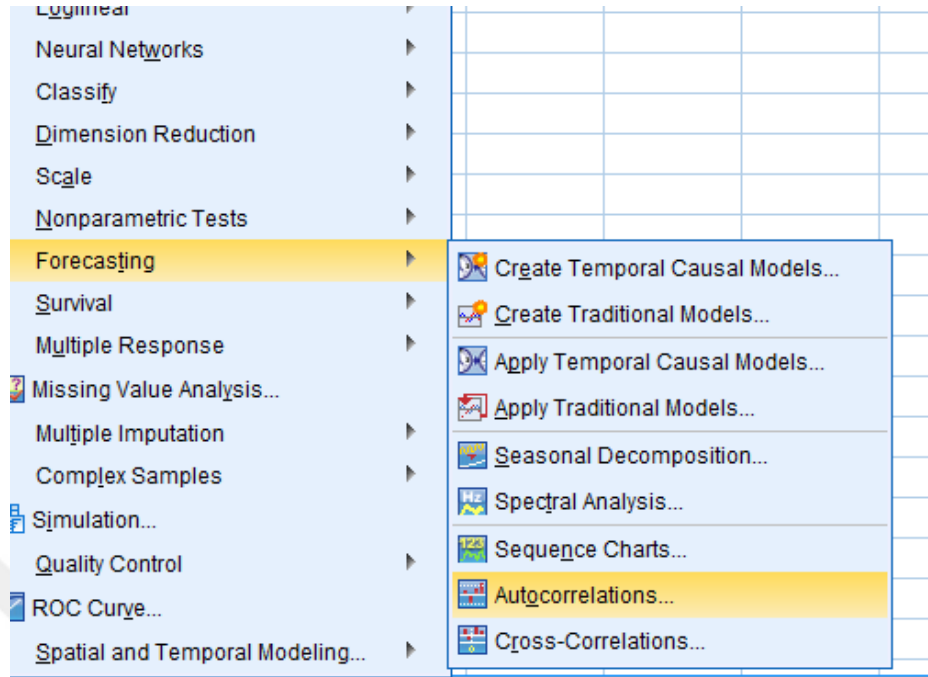 Loglinear
Neural Networks
Classify
Dimension Reduction
Scale
Nonparametric Tests
Forecasting
Survival
Multiple Response
Missing Value Analysis...
Multiple Imputation
Complex Samples
Simulation...
Quality Control
ROC Curve...
Spatial and Temporal Modeling...
Create Temporal Causal Models...
Create Traditional Models...
Apply Temporal Causal Models...
Apply Traditional Models...
Seasonal Decomposition...
Spectral Analysis...
Sequence Charts...
Autocorrelations...
Cross-Correlations...